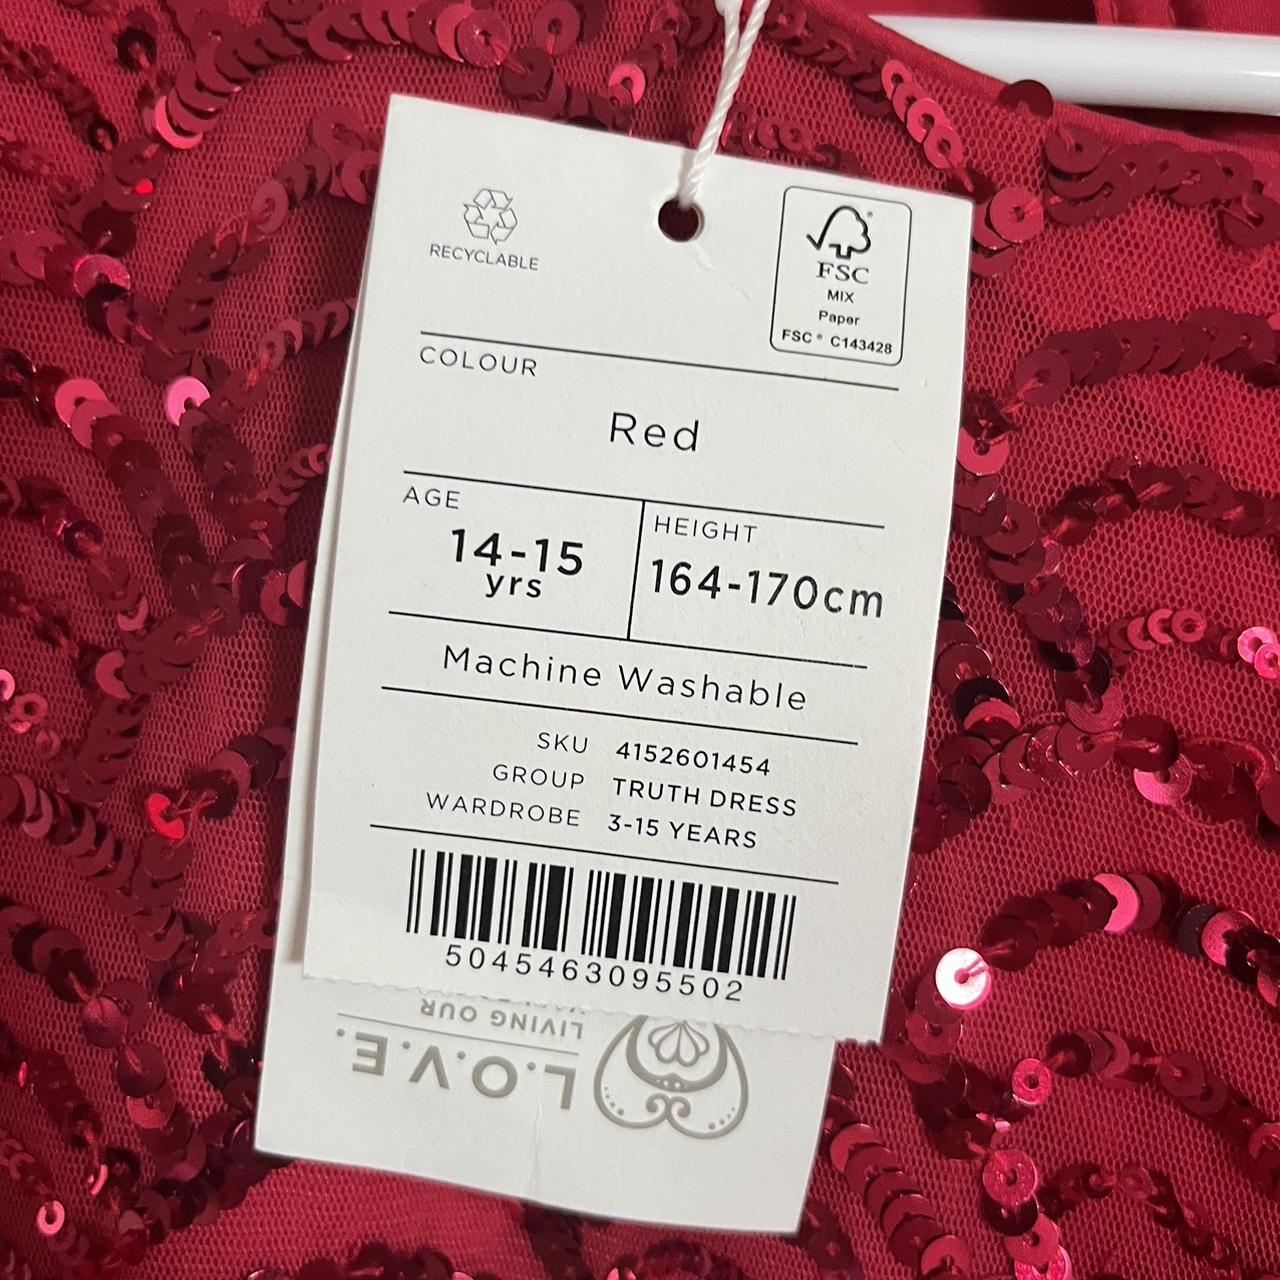 RECYCLABLE
FSC
MIX
Paper
FSC® C143428
COLOUR
Red
AGE
14-15
yrs
HEIGHT
164-170cm
Machine Washable
SKU 4152601454
GROUP TRUTH DRESS
WARDROBE 3-15 YEARS
5045463095502
LIVING OUR
L.O.V.E.